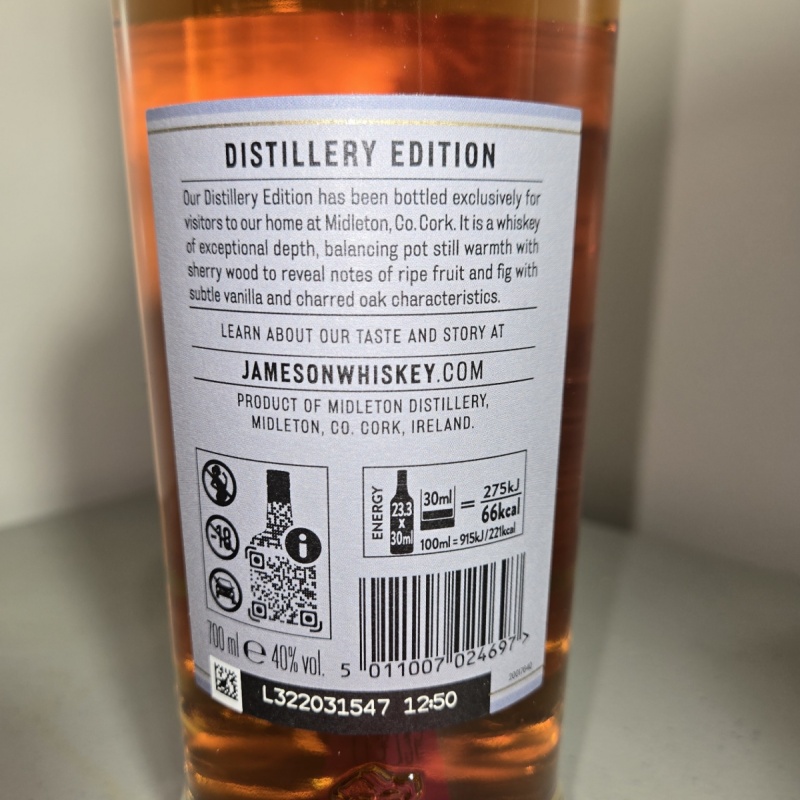 DISTILLERY EDITION
Our Distillery Edition has been bottled exclusively for
visitors to our home at Midleton, Co. Cork. It is a whiskey
of exceptional depth, balancing pot still warmth with
sherry wood to reveal notes of ripe fruit and fig with
subtle vanilla and charred oak characteristics.
LEARN ABOUT OUR TASTE AND STORY AT
JAMESONWHISKEY.COM
PRODUCT OF MIDLETON DISTILLERY,
MIDLETON, CO. CORK, IRELAND.
-18
i
ENERGY
23.3
x
30ml
30ml
=
275kJ
66kcal
100ml = 915kJ/221kcal
700 ml e 40% vol.
5 011007 024697 >
L322031547 12:50